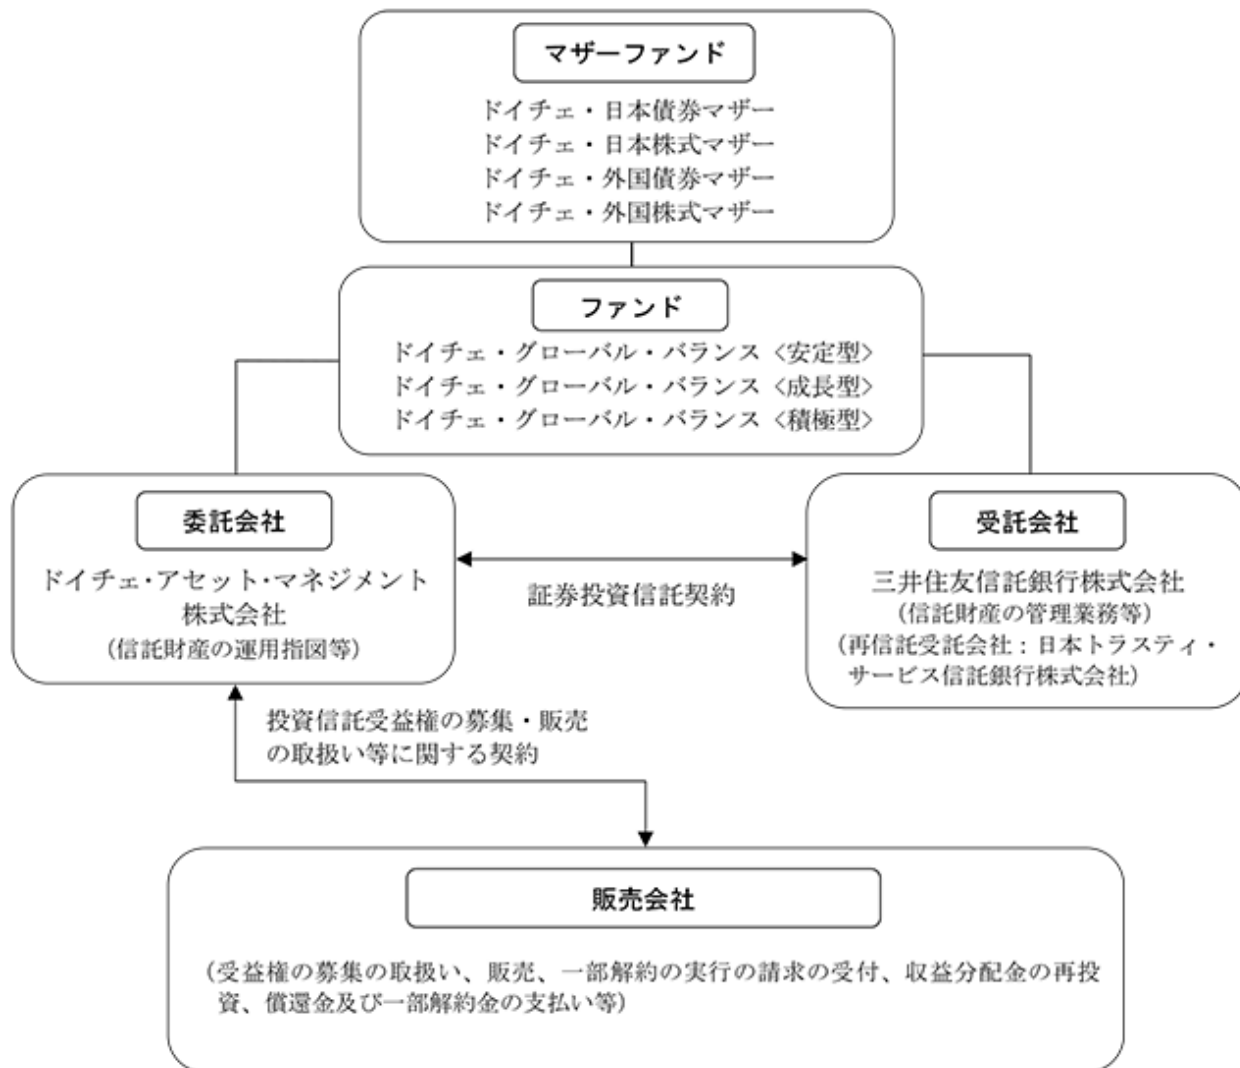 マザーファンド
ドイチェ・日本債券マザー
ドイチェ・日本株式マザー
ドイチェ・外国債券マザー
ドイチェ・外国株式マザー
ファンド
ドイチェ・グローバル・バランス〈安定型〉
ドイチェ・グローバル・バランス〈成長型〉
ドイチェ・グローバル・バランス〈積極型〉
委託会社
ドイチェ・アセット・マネジメント
株式会社
(信託財産の運用指図等)
証券投資信託契約
受託会社
三井住友信託銀行株式会社
(信託財産の管理業務等)
(再信託受託会社:日本トラスティ・
サービス信託銀行株式会社)
投資信託受益権の募集・販売
の取扱い等に関する契約
販売会社
(受益権の募集の取扱い、販売、一部解約の実行の請求の受付、収益分配金の再投
資、償還金及び一部解約金の支払い等)